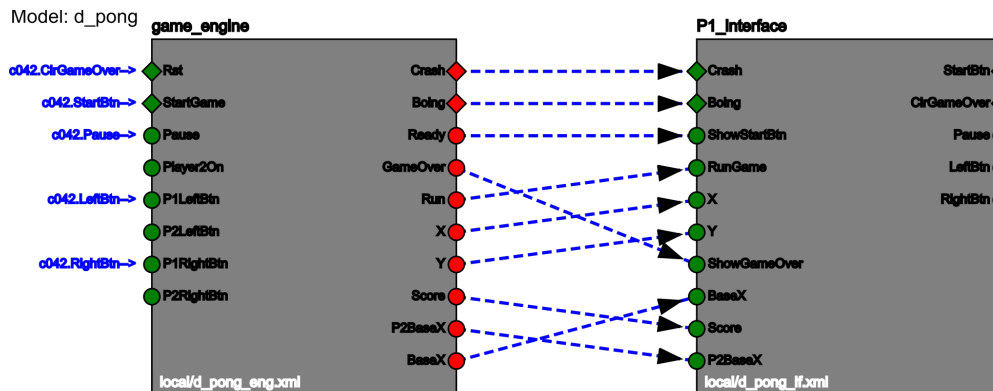 Model: d_pong
game_engine
P1_interface
c042.ClrGameOver-->
Rst
Crash
Crash
StartBtn
c042.StartBtn-->
StartGame
Boing
Boing
ClrGameOver
c042.Pause-->
Pause
Ready
ShowStartBtn
Pause
Player2On
GameOver
RunGame
LeftBtn
c042.LeftBtn-->
P1LeftBtn
Run
X
RightBtn
P2LeftBtn
X
Y
c042.RightBtn-->
P1RightBtn
Y
ShowGameOver
P2RightBtn
Score
BaseX
P2BaseX
Score
BaseX
P2BaseX
local/d_pong_eng.xml
local/d_pong_if.xml